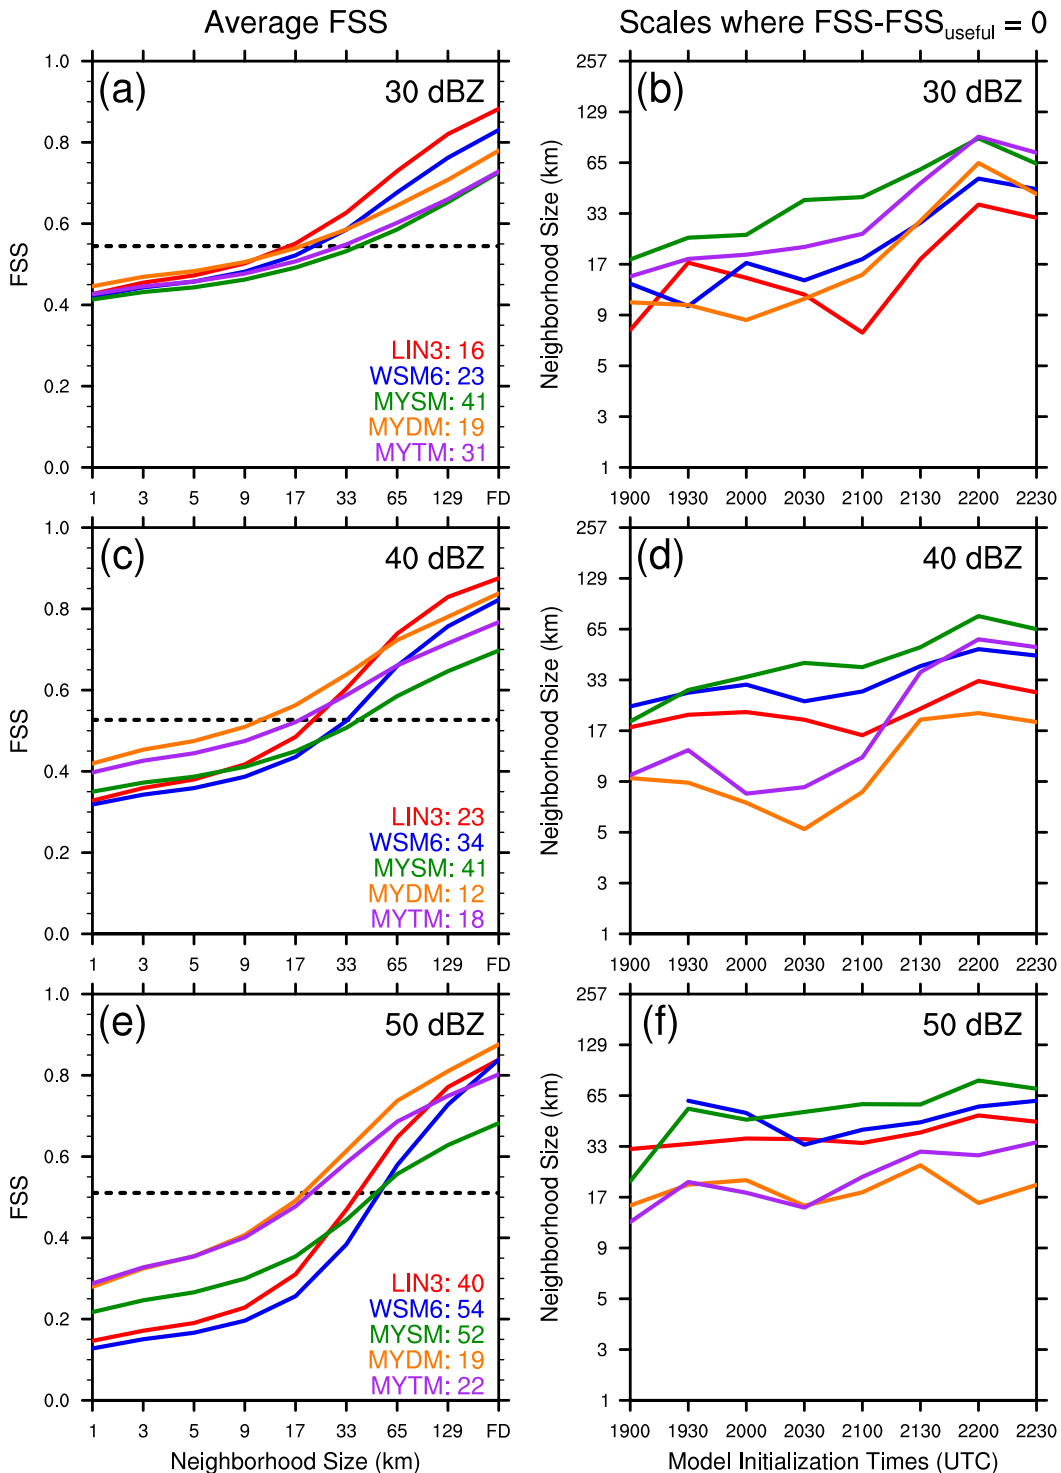 Average FSS
Scales where FSS-FSSuseful = 0
(a)
30 dBZ
FSS
1.0
0.8
0.6
0.4
0.2
0.0
LIN3: 16
WSM6: 23
MYSM: 41
MYDM: 19
MYTM: 31
1 3 5 9 17 33 65 129 FD
(b)
30 dBZ
Neighborhood Size (km)
257
129
65
33
17
9
5
3
1
1900 1930 2000 2030 2100 2130 2200 2230
(c)
40 dBZ
FSS
1.0
0.8
0.6
0.4
0.2
0.0
LIN3: 23
WSM6: 34
MYSM: 41
MYDM: 12
MYTM: 18
1 3 5 9 17 33 65 129 FD
(d)
40 dBZ
Neighborhood Size (km)
257
129
65
33
17
9
5
3
1
1900 1930 2000 2030 2100 2130 2200 2230
(e)
50 dBZ
FSS
1.0
0.8
0.6
0.4
0.2
0.0
LIN3: 40
WSM6: 54
MYSM: 52
MYDM: 19
MYTM: 22
1 3 5 9 17 33 65 129 FD
Neighborhood Size (km)
(f)
50 dBZ
Neighborhood Size (km)
257
129
65
33
17
9
5
3
1
1900 1930 2000 2030 2100 2130 2200 2230
Model Initialization Times (UTC)